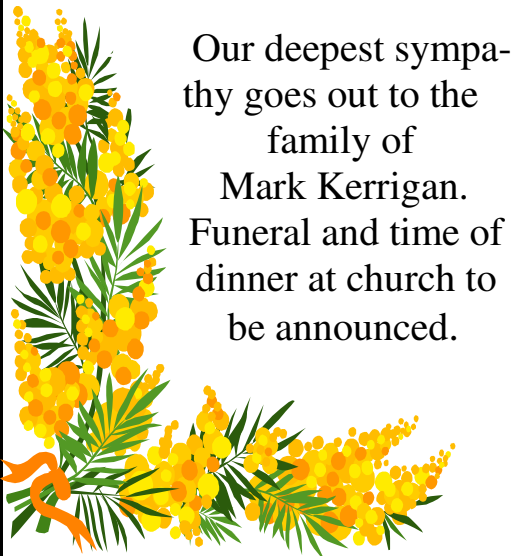 Our deepest sympa-
thy goes out to the
family of
Mark Kerrigan.
Funeral and time of
dinner at church to
be announced.